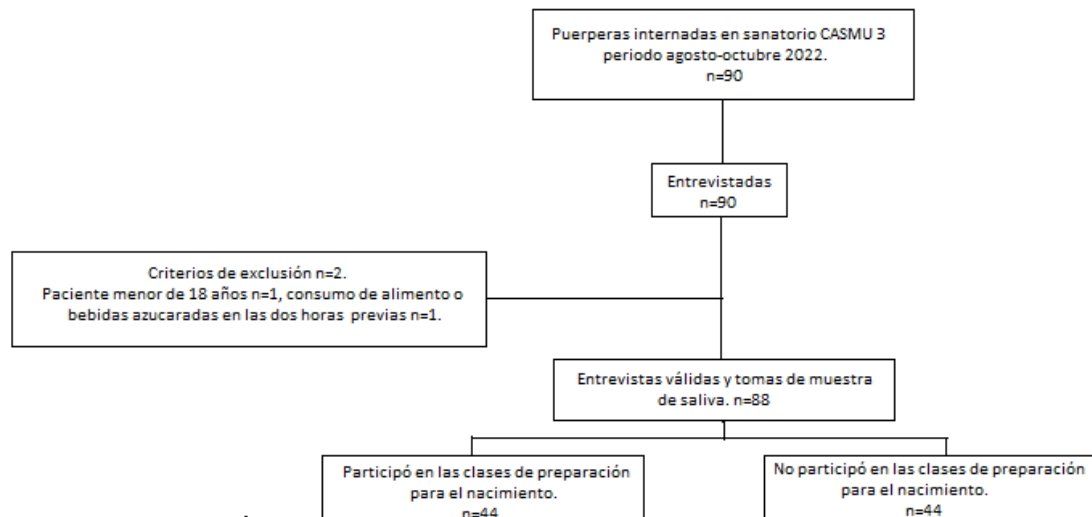 Puerperas internadas en sanatorio CASMU 3
periodo agosto-octubre 2022.
n=90
Entrevistadas
n=90
Criterios de exclusión n=2.
Paciente menor de 18 años n=1, consumo de alimento o
bebidas azucaradas en las dos horas previas n=1.
Entrevistas válidas y tomas de muestra
de saliva. n=88
Participó en las clases de preparación
para el nacimiento.
n=44
No participó en las clases de preparación
para el nacimiento.
n=44